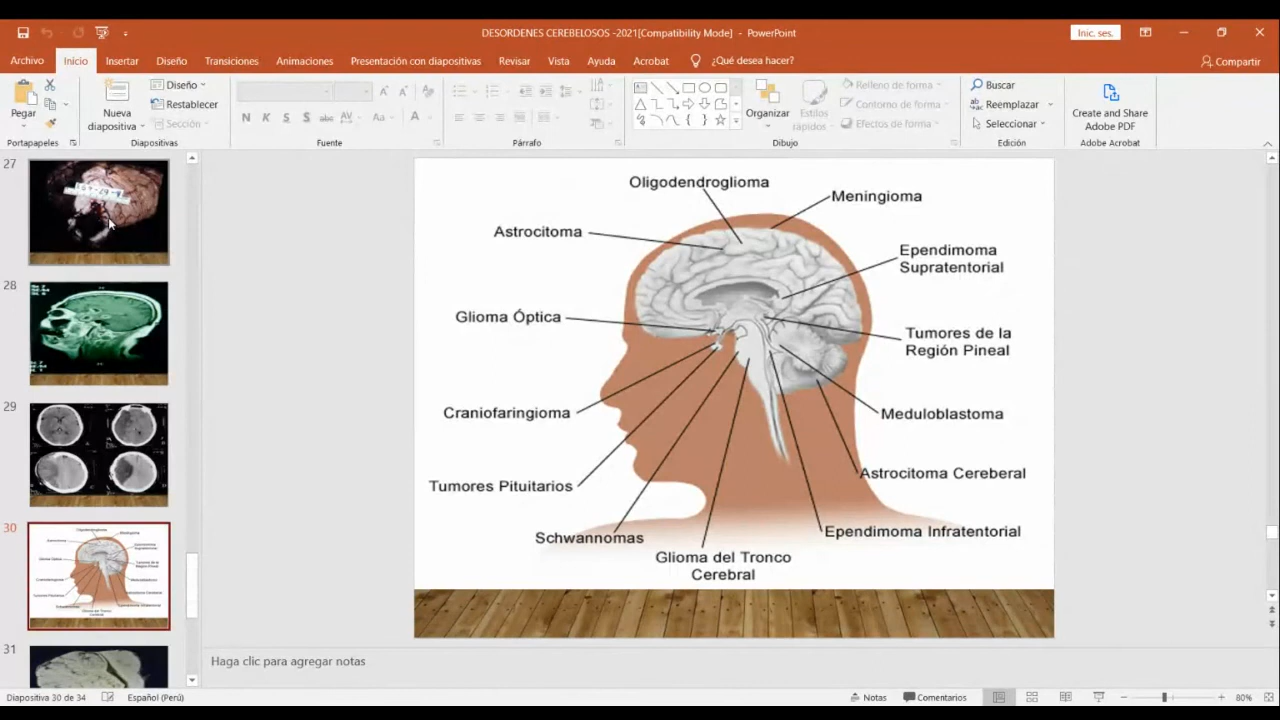 DESORDENES CEREBELOSOS -2021[Compatibility Mode] - PowerPoint
Inic. ses.
Archivo
Inicio
Insertar
Diseño
Transiciones
Animaciones
Presentación con diapositivas
Revisar
Vista
Ayuda
Acrobat
¿Qué desea hacer?
Compartir
Pegar
Nueva
diapositiva
Diseño
Restablecer
Sección
N K S S AV Aa A
Organizar
Estilos
rápidos
Relleno de forma
Contorno de forma
Efectos de forma
Buscar
Reemplazar
Seleccionar
Create and Share
Adobe PDF
Portapapeles
Diapositivas
Fuente
Párrafo
Dibujo
Edición
Adobe Acrobat
27
28
29
30
31
Oligodendroglioma
Meningioma
Astrocitoma
Ependimoma
Supratentorial
Glioma Óptica
Tumores de la
Región Pineal
Craniofaringioma
Meduloblastoma
Astrocitoma Cereberal
Tumores Pituitarios
Schwannomas
Ependimoma Infratentorial
Glioma del Tronco
Cerebral
Haga clic para agregar notas
Diapositiva 30 de 34
Español (Perú)
Notas
Comentarios
80%